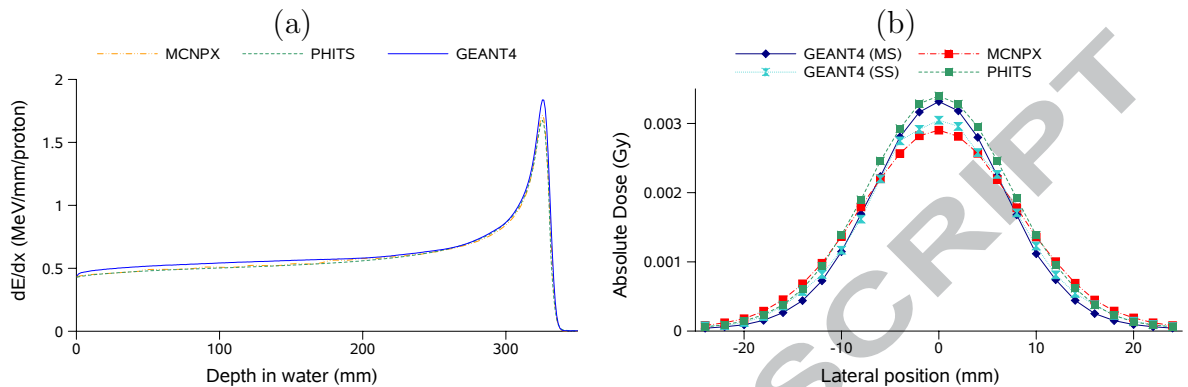 (a)
MCNPX PHITS GEANT4
2
1.5
1
0.5
0
dE/dx (MeV/mm/proton)
0 100 200 300
Depth in water (mm)
(b)
GEANT4 (MS) MCNPX
GEANT4 (SS) PHITS
0.003
0.002
0.001
0
Absolute Dose (Gy)
-20 -10 0 10 20
Lateral position (mm)
SCRIPT